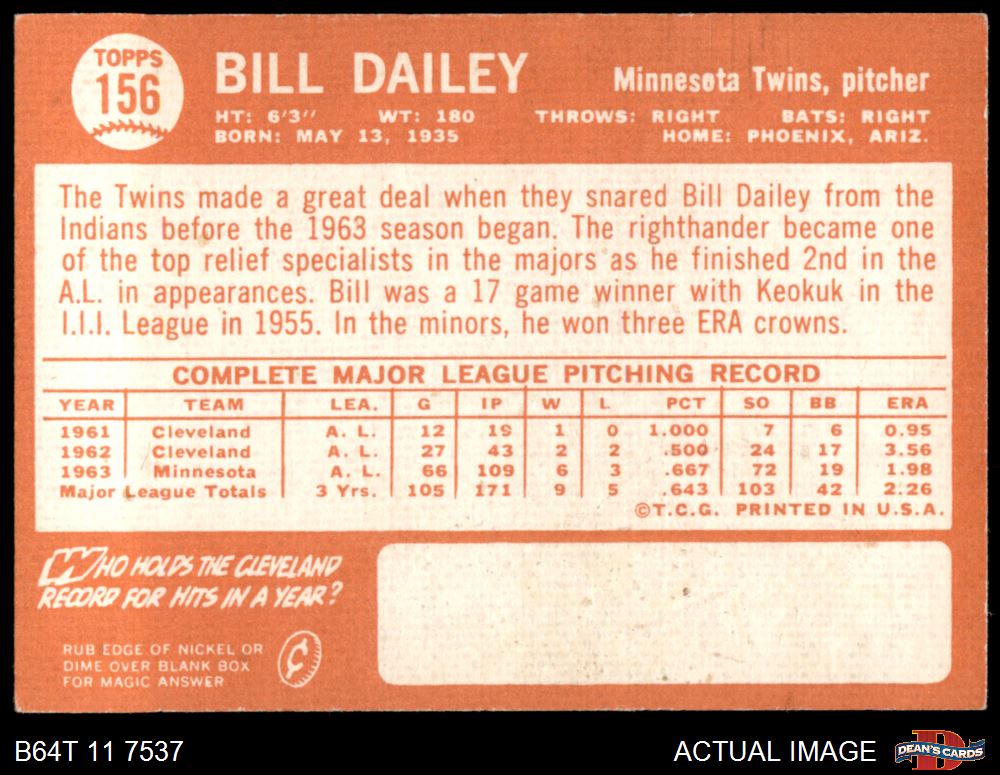 TOPPS
156
BILL DAILEY
Minnesota Twins, pitcher
HT: 6'3" WT: 180 THROWS: RIGHT BATS: RIGHT
BORN: MAY 13, 1935 HOME: PHOENIX, ARIZ.
The Twins made a great deal when they snared Bill Dailey from the
Indians before the 1963 season began. The righthander became one
of the top relief specialists in the majors as he finished 2nd in the
A.L. in appearances. Bill was a 17 game winner with Keokuk in the
I.I.I. League in 1955. In the minors, he won three ERA crowns.
COMPLETE MAJOR LEAGUE PITCHING RECORD
YEAR TEAM LEA. G IP W L PCT SO BB ERA
1961 Cleveland A. L. 12 19 1 0 1.000 7 6 0.95
1962 Cleveland A. L. 27 43 2 2 .500 24 17 3.56
1963 Minnesota A. L. 66 109 6 3 .667 72 19 1.98
Major League Totals 3 Yrs. 105 171 9 5 .643 103 42 2.26
©T.C.G. PRINTED IN U.S.A.
WHO HOLDS THE CLEVELAND
RECORD FOR HITS IN A YEAR?
RUB EDGE OF NICKEL OR
DIME OVER BLANK BOX
FOR MAGIC ANSWER
¢
B64T 11 7537
ACTUAL IMAGE
D
DEAN'S CARDS